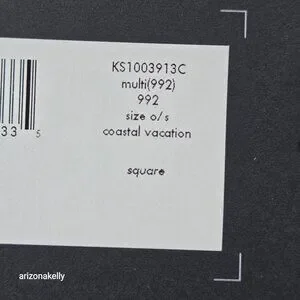 KS1003913C
multi(992)
992
size o/s
coastal vacation
square
33 5
arizonakelly